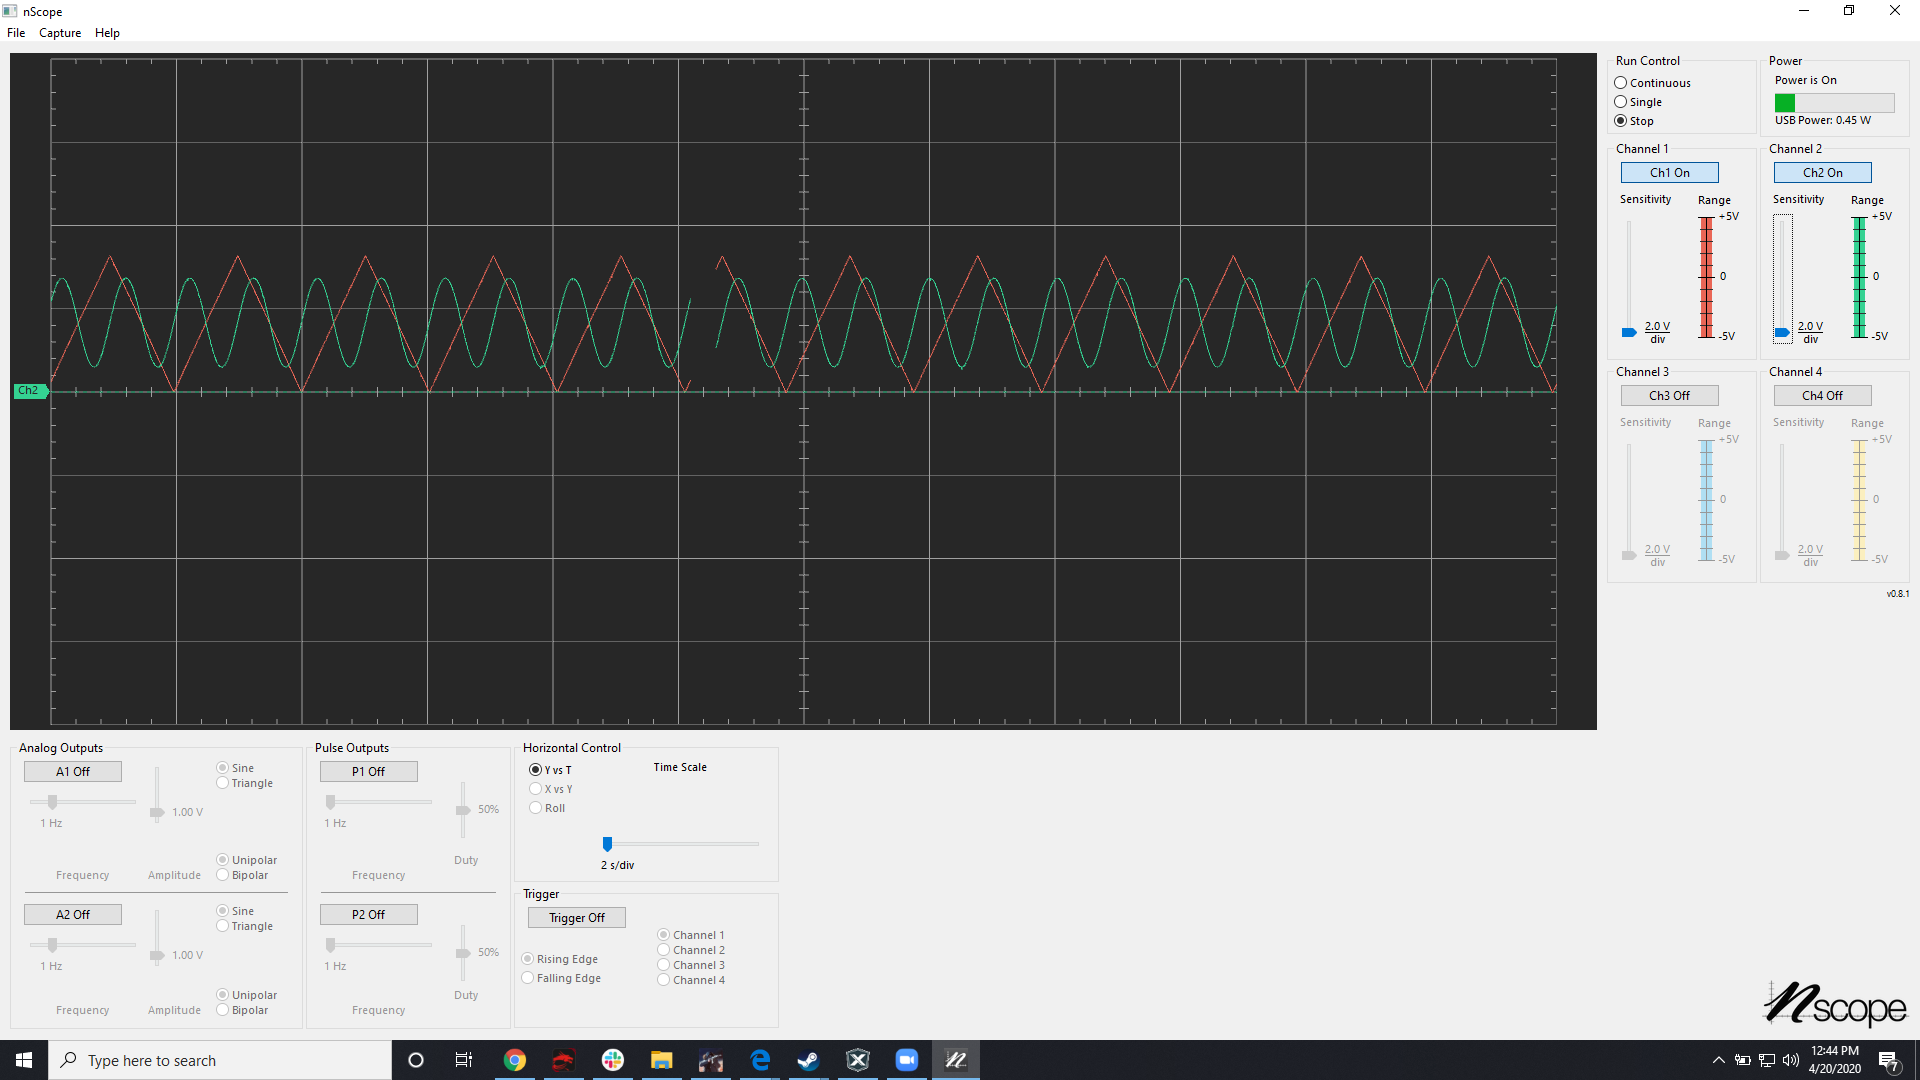 nScope
File Capture Help
Ch2
Run Control
Continuous
Single
Stop
Power
Power is On
USB Power: 0.45 W
Channel 1
Ch1 On
Sensitivity Range
+5V
0
-5V
2.0 V
div
Channel 2
Ch2 On
Sensitivity Range
+5V
0
-5V
2.0 V
div
Channel 3
Ch3 Off
Sensitivity Range
+5V
0
-5V
2.0 V
div
Channel 4
Ch4 Off
Sensitivity Range
+5V
0
-5V
2.0 V
div
v0.8.1
Analog Outputs
A1 Off
Sine
Triangle
1.00 V
1 Hz
Unipolar
Bipolar
Frequency Amplitude
A2 Off
Sine
Triangle
1.00 V
1 Hz
Unipolar
Bipolar
Frequency Amplitude
Pulse Outputs
P1 Off
50%
1 Hz
Duty
Frequency
P2 Off
50%
1 Hz
Duty
Frequency
Horizontal Control
Y vs T
X vs Y
Roll
Time Scale
2 s/div
Trigger
Trigger Off
Rising Edge
Falling Edge
Channel 1
Channel 2
Channel 3
Channel 4
nscope
Type here to search
12:44 PM
4/20/2020
7